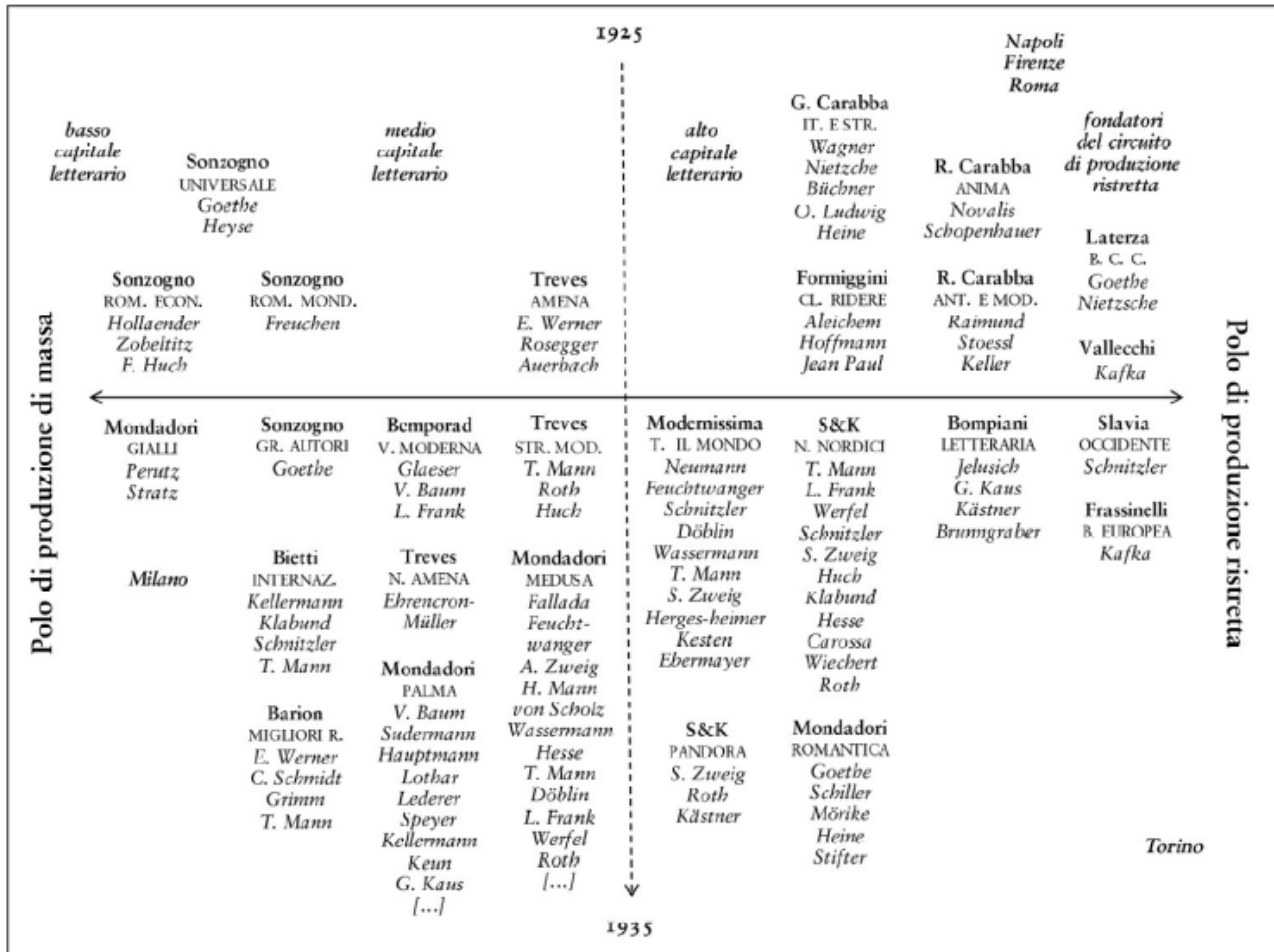 1925
Napoli
Firenze
Roma
basso
capitale
letterario
Sonzogno
UNIVERSALE
Goethe
Heyse
medio
capitale
letterario
alto
capitale
letterario
G. Carabba
IT. E STR.
Wagner
Nietzche
Büchner
O. Ludwig
Heine
R. Carabba
ANIMA
Novalis
Schopenhauer
fondatori
del circuito
di produzione
ristretta
Laterza
B. C. C.
Goethe
Nietzsche
Sonzogno
ROM. ECON.
Hollaender
Zobeltitz
F. Huch
Sonzogno
ROM. MOND.
Freuchen
Treves
AMENA
E. Werner
Rosegger
Auerbach
Formiggini
CL. RIDERE
Aleichem
Hoffmann
Jean Paul
R. Carabba
ANT. E MOD.
Raimund
Stoessl
Keller
Vallecchi
Kafka
Polo di produzione di massa
Polo di produzione ristretta
Mondadori
GIALLI
Perutz
Stratz
Sonzogno
GR. AUTORI
Goethe
Bemporad
V. MODERNA
Glaeser
V. Baum
L. Frank
Treves
STR. MOD.
T. Mann
Roth
Huch
Modernissima
T. IL MONDO
Neumann
Feuchtwanger
Schnitzler
Döblin
Wassermann
T. Mann
S. Zweig
Herges-heimer
Kesten
Ebermayer
S&K
N. NORDICI
T. Mann
L. Frank
Werfel
Schnitzler
S. Zweig
Huch
Klabund
Hesse
Carossa
Wiechert
Roth
Bompiani
LETTERARIA
Jelusich
G. Kaus
Kästner
Brunngraber
Slavia
OCCIDENTE
Schnitzler
Frassinelli
B. EUROPEA
Kafka
Milano
Bietti
INTERNAZ.
Kellermann
Klabund
Schnitzler
T. Mann
Treves
N. AMENA
Ehrencron-
Müller
Mondadori
MEDUSA
Fallada
Feucht-
wanger
A. Zweig
H. Mann
von Scholz
Wassermann
Hesse
T. Mann
Döblin
L. Frank
Werfel
Roth
[...]
Barion
MIGLIORI R.
E. Werner
C. Schmidt
Grimm
T. Mann
Mondadori
PALMA
V. Baum
Sudermann
Hauptmann
Lothar
Lederer
Speyer
Kellermann
Keun
G. Kaus
[...]
S&K
PANDORA
S. Zweig
Roth
Kästner
Mondadori
ROMANTICA
Goethe
Schiller
Mörike
Heine
Stifter
Torino
1935